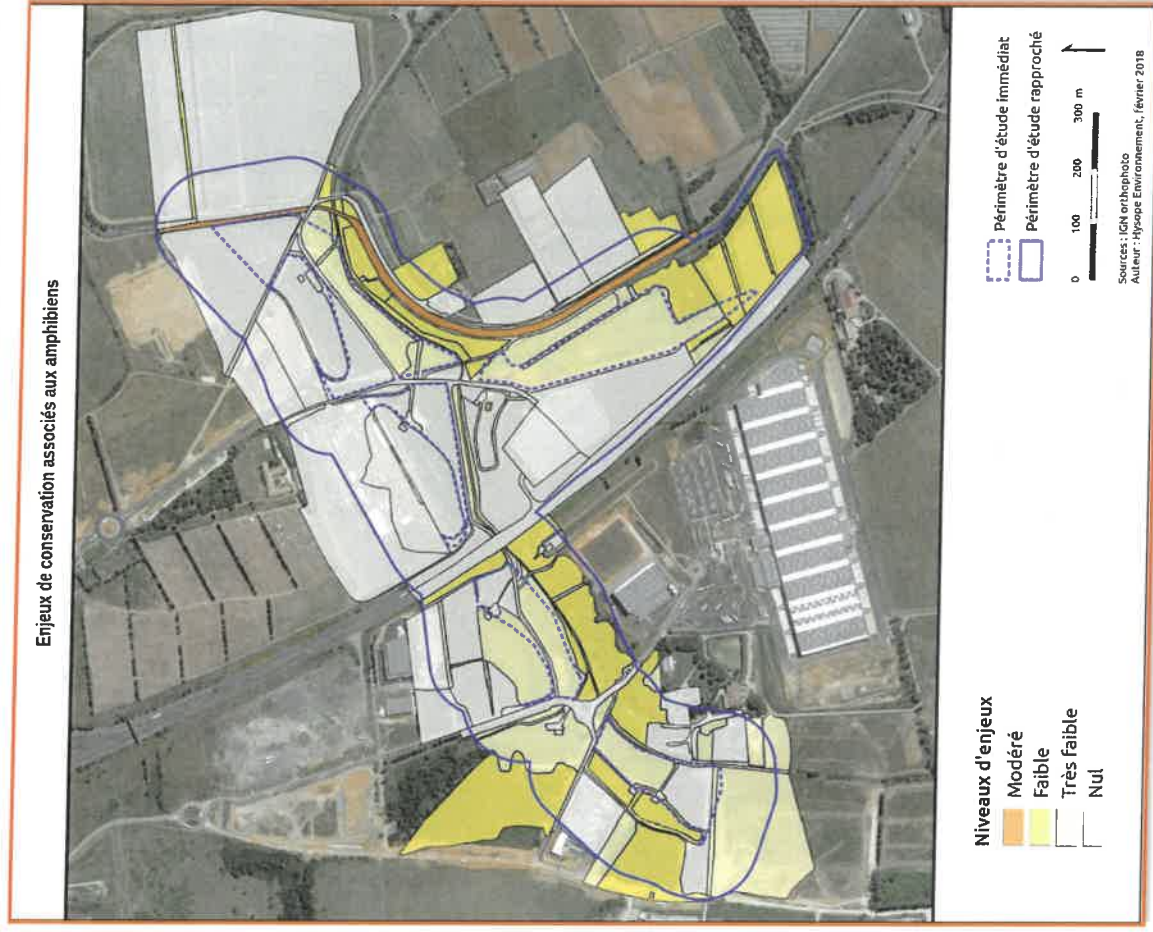 Enjeux de conservation associés aux amphibiens
Niveaux d'enjeux
Modéré
Faible
Très faible
Nul
Périmètre d'étude immédiat
Périmètre d'étude rapproché
0 100 200 300 m
Sources : IGN orthophoto
Auteur : Hysope Environnement, février 2018